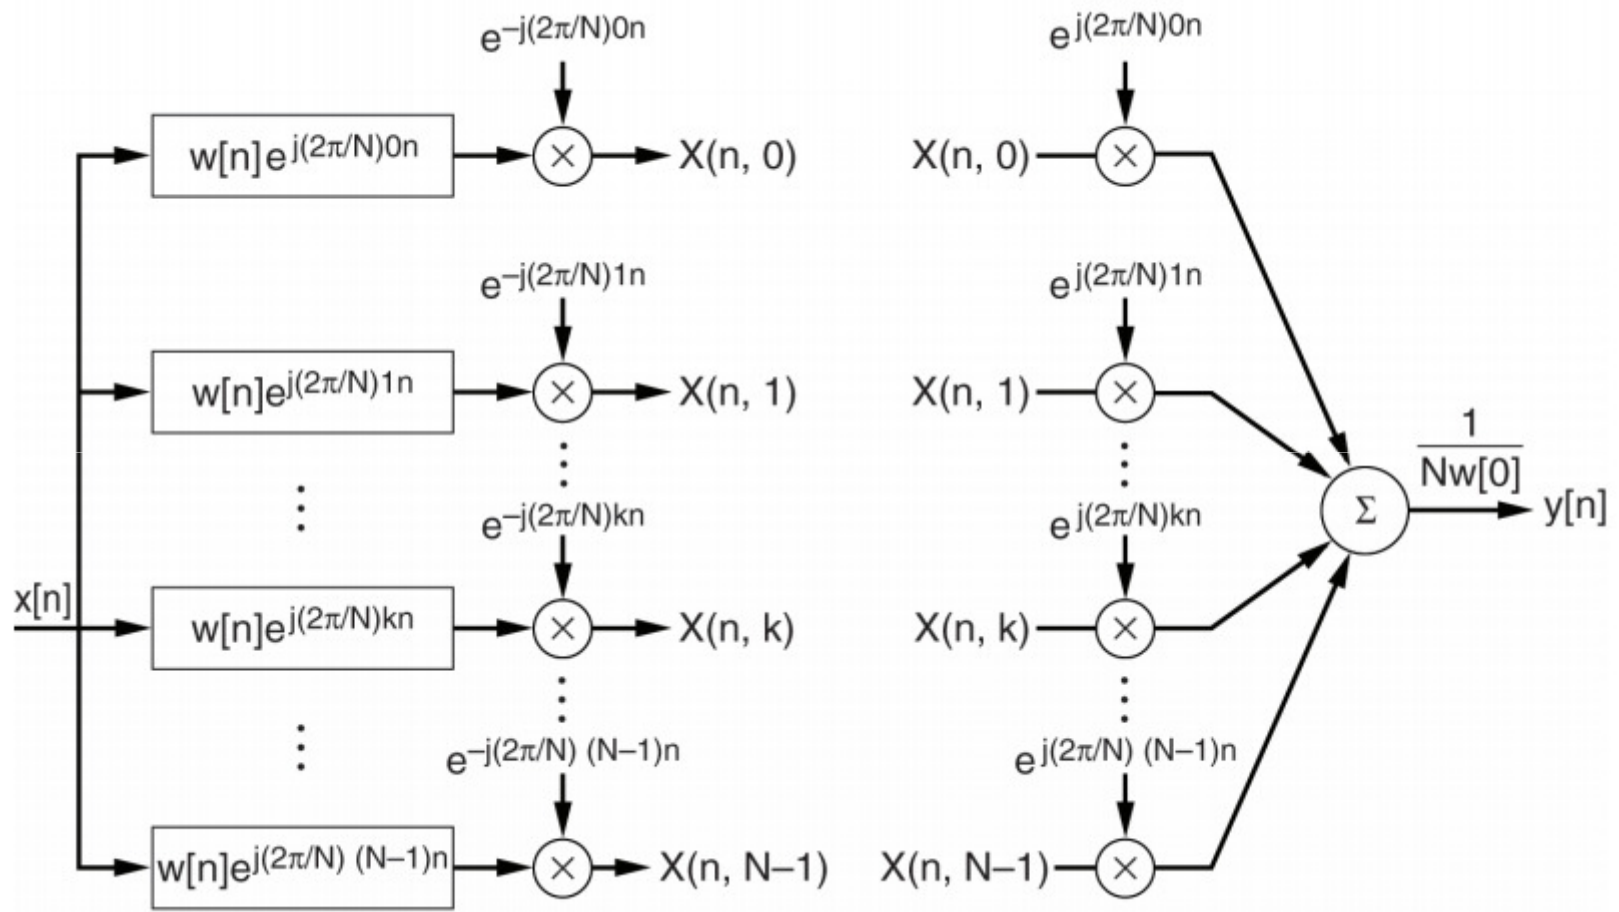 e^{-j(2π/N)0n}
e^{j(2π/N)0n}
w[n]e^{j(2π/N)0n}
×
X(n, 0)
X(n, 0)
×
e^{-j(2π/N)1n}
e^{j(2π/N)1n}
w[n]e^{j(2π/N)1n}
×
X(n, 1)
X(n, 1)
×
1
Nw[0]
Σ
y[n]
e^{-j(2π/N)kn}
e^{j(2π/N)kn}
x[n]
w[n]e^{j(2π/N)kn}
×
X(n, k)
X(n, k)
×
e^{-j(2π/N) (N–1)n}
e^{j(2π/N) (N–1)n}
w[n]e^{j(2π/N) (N–1)n}
×
X(n, N–1)
X(n, N–1)
×